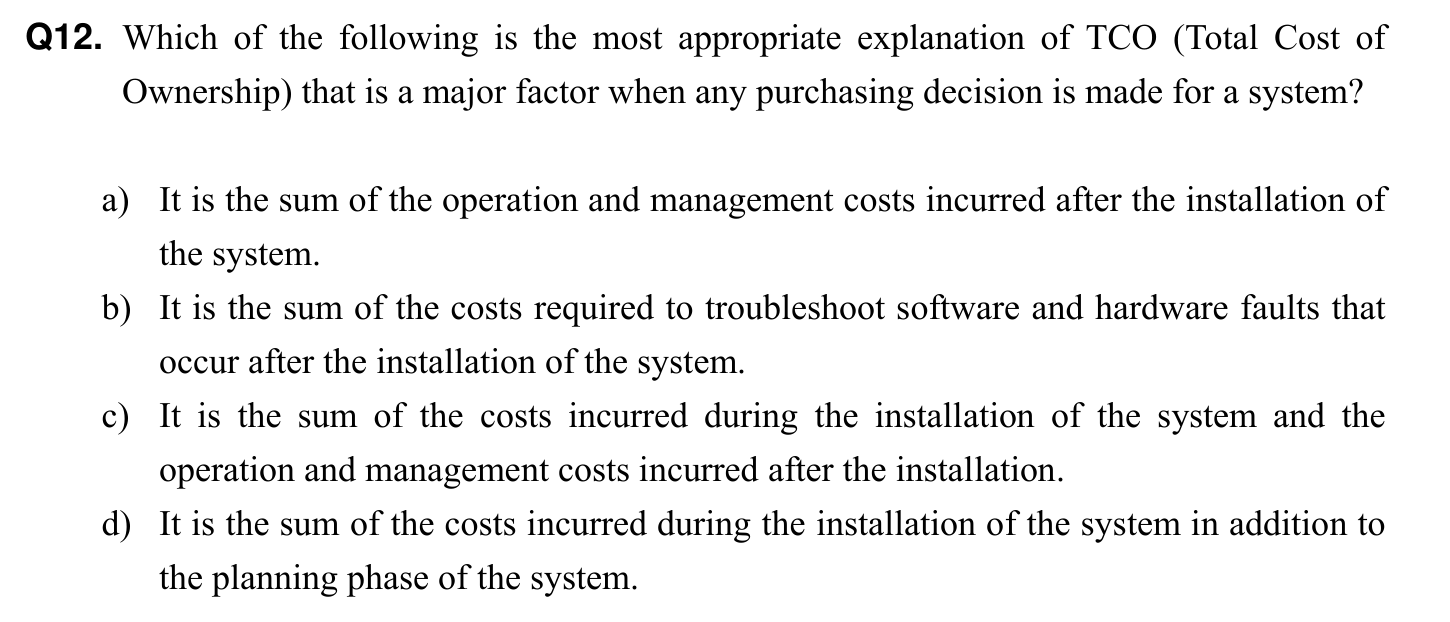 Q12. Which of the following is the most appropriate explanation of TCO (Total Cost of
Ownership) that is a major factor when any purchasing decision is made for a system?
a) It is the sum of the operation and management costs incurred after the installation of
the system.
b) It is the sum of the costs required to troubleshoot software and hardware faults that
occur after the installation of the system.
c) It is the sum of the costs incurred during the installation of the system and the
operation and management costs incurred after the installation.
d) It is the sum of the costs incurred during the installation of the system in addition to
the planning phase of the system.